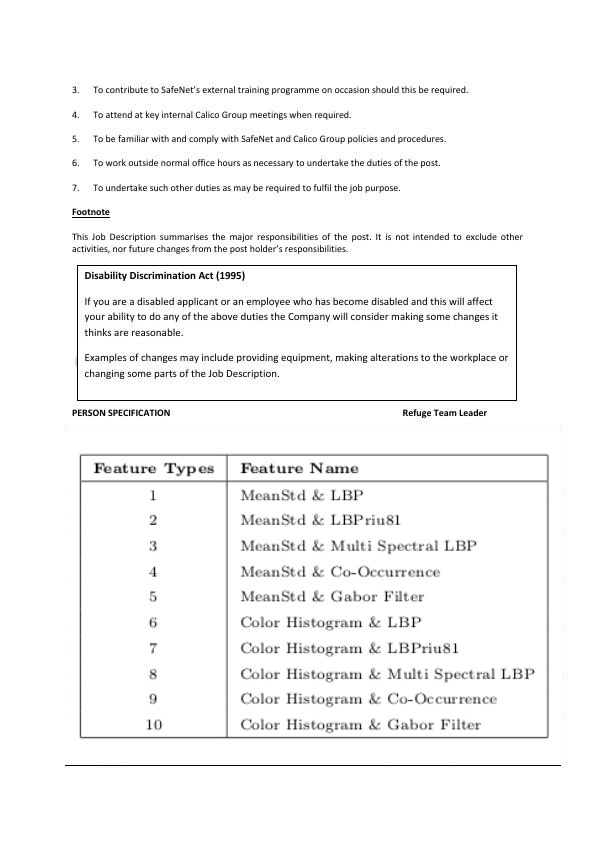 3. To contribute to SafeNet's external training programme on occasion should this be required.
4. To attend at key internal Calico Group meetings when required.
5. To be familiar with and comply with SafeNet and Calico Group policies and procedures.
6. To work outside normal office hours as necessary to undertake the duties of the post.
7. To undertake such other duties as may be required to fulfil the job purpose.
Footnote
This Job Description summarises the major responsibilities of the post. It is not intended to exclude other
activities, nor future changes from the post holder's responsibilities.
Disability Discrimination Act (1995)
If you are a disabled applicant or an employee who has become disabled and this will affect
your ability to do any of the above duties the Company will consider making some changes it
thinks are reasonable.
Examples of changes may include providing equipment, making alterations to the workplace or
changing some parts of the Job Description.
PERSON SPECIFICATION Refuge Team Leader
Feature Types Feature Name
1 MeanStd & LBP
2 MeanStd & LBPriu81
3 MeanStd & Multi Spectral LBP
4 MeanStd & Co-Occurrence
5 MeanStd & Gabor Filter
6 Color Histogram & LBP
7 Color Histogram & LBPriu81
8 Color Histogram & Multi Spectral LBP
9 Color Histogram & Co-Occurrence
10 Color Histogram & Gabor Filter